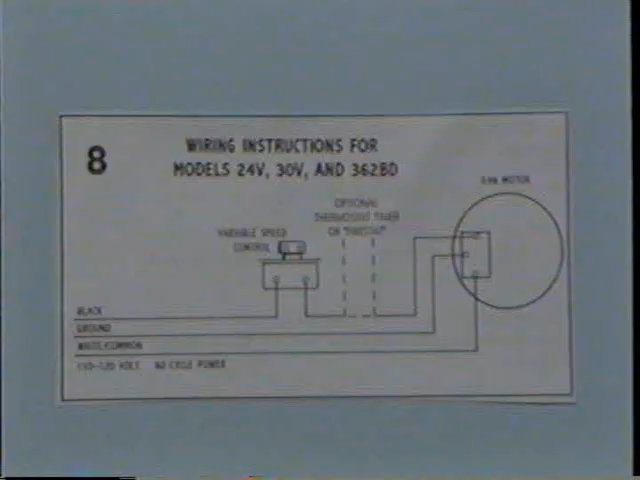 8
WIRING INSTRUCTIONS FOR
MODELS 24V, 30V, AND 362BD
FAN MOTOR
OPTIONAL
THERMOSTAT TIMER
VARIABLE SPEED
CONTROL
BLACK
GROUND
WHITE/COMMON
110-120 VOLT 60 CYCLE POWER